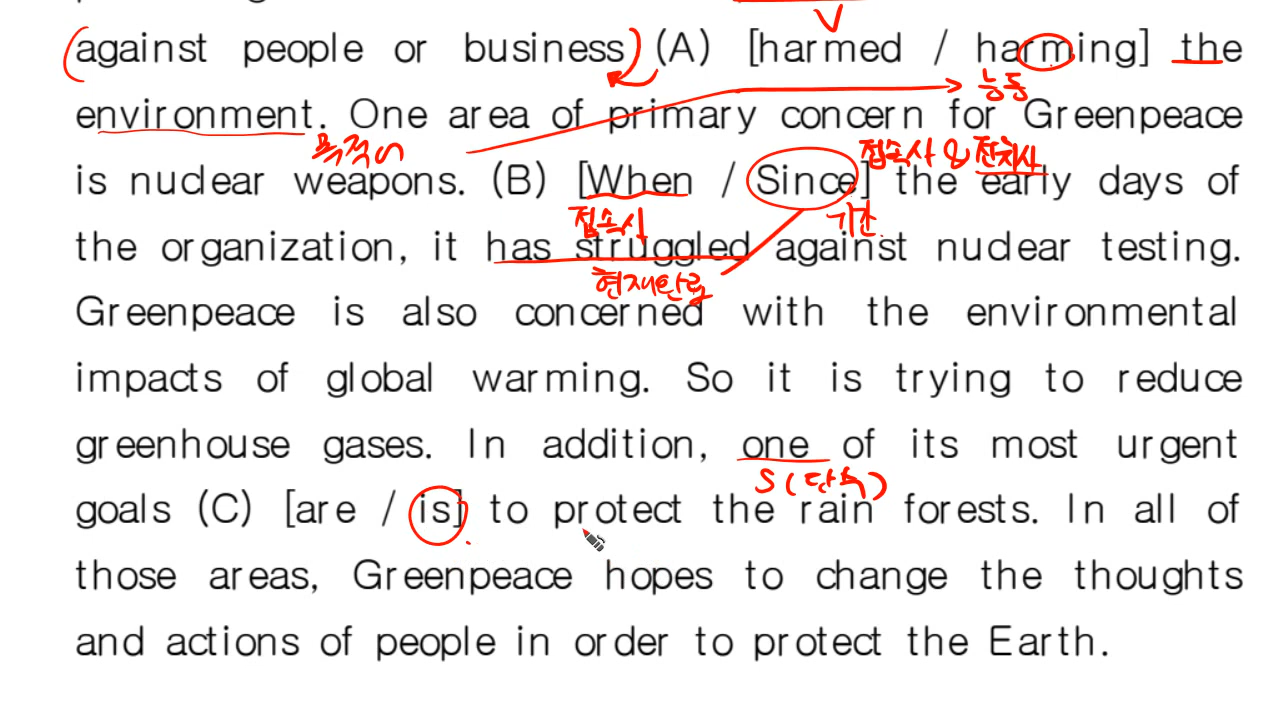 V
against people or business (A) [harmed / harming] the
능동
environment. One area of primary concern for Greenpeace
목적어
접속사 & 전치사
is nuclear weapons. (B) [When / Since] the early days of
접속사
기간
the organization, it has struggled against nuclear testing.
현재완료
Greenpeace is also concerned with the environmental
impacts of global warming. So it is trying to reduce
greenhouse gases. In addition, one of its most urgent
S (단수)
goals (C) [are / is] to protect the rain forests. In all of
those areas, Greenpeace hopes to change the thoughts
and actions of people in order to protect the Earth.